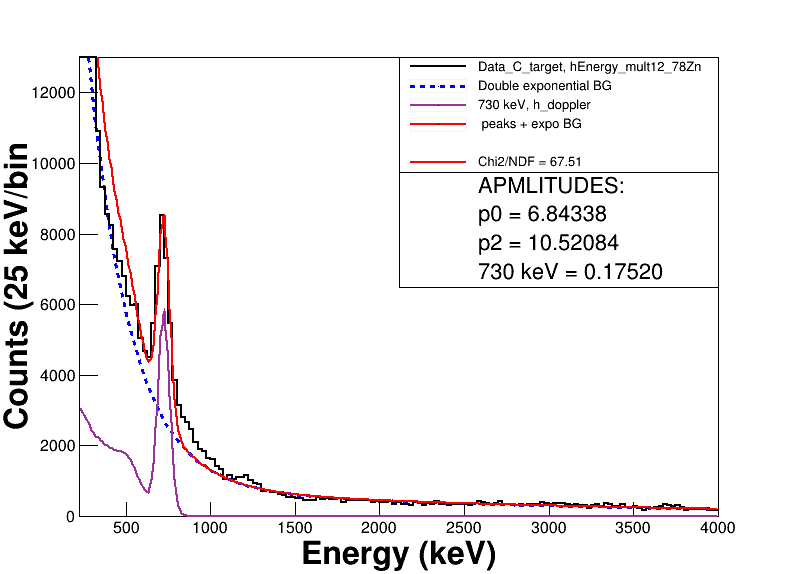 Data_C_target, hEnergy_mult12_78Zn
Double exponential BG
730 keV, h_doppler
peaks + expo BG
Chi2/NDF = 67.51
APMLITUDES:
p0 = 6.84338
p2 = 10.52084
730 keV = 0.17520
Counts (25 keV/bin
12000
10000
8000
6000
4000
2000
0
500
1000
1500
2000
2500
3000
3500
4000
Energy (keV)